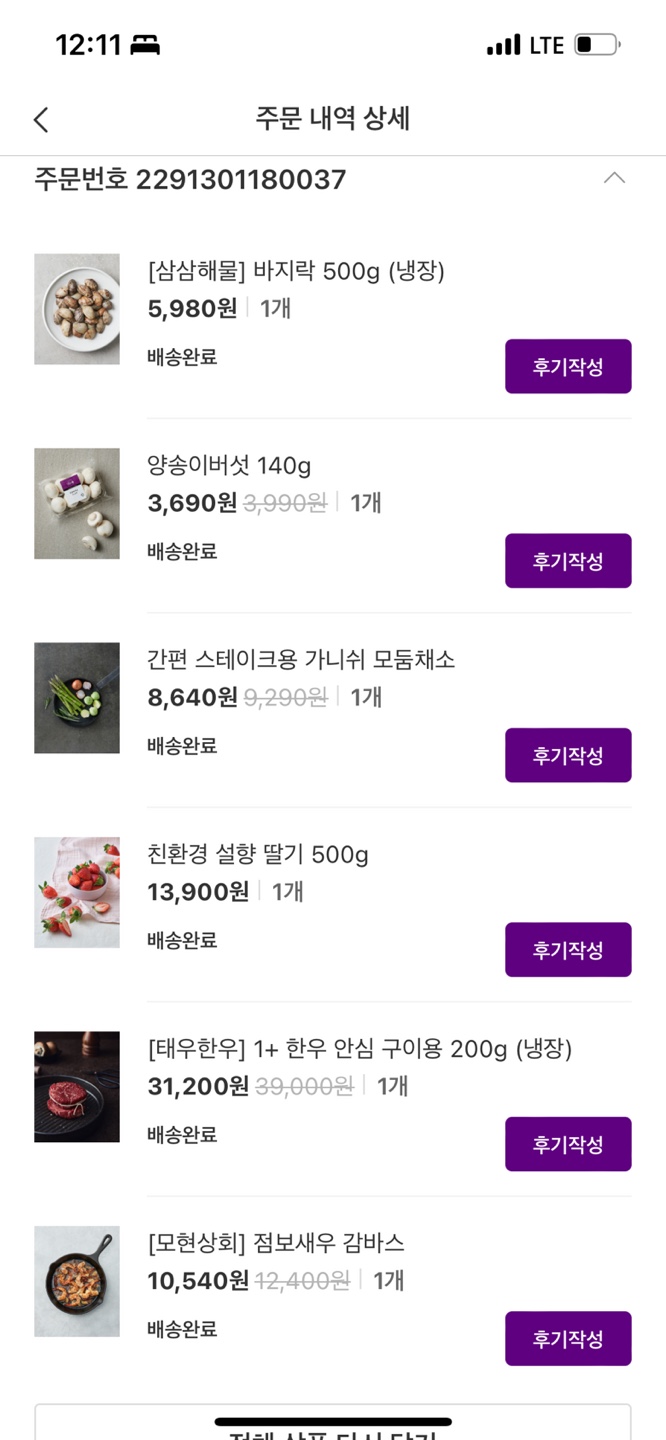 12:11
LTE
주문 내역 상세
주문번호 2291301180037
[삼삼해물] 바지락 500g (냉장)
5,980원 1개
배송완료
후기작성
양송이버섯 140g
3,690원 3,990원 1개
배송완료
후기작성
간편 스테이크용 가니쉬 모둠채소
8,640원 9,290원 1개
배송완료
후기작성
친환경 설향 딸기 500g
13,900원 1개
배송완료
후기작성
[태우한우] 1+ 한우 안심 구이용 200g (냉장)
31,200원 39,000원 1개
배송완료
후기작성
[모현상회] 점보새우 감바스
10,540원 12,400원 1개
배송완료
후기작성